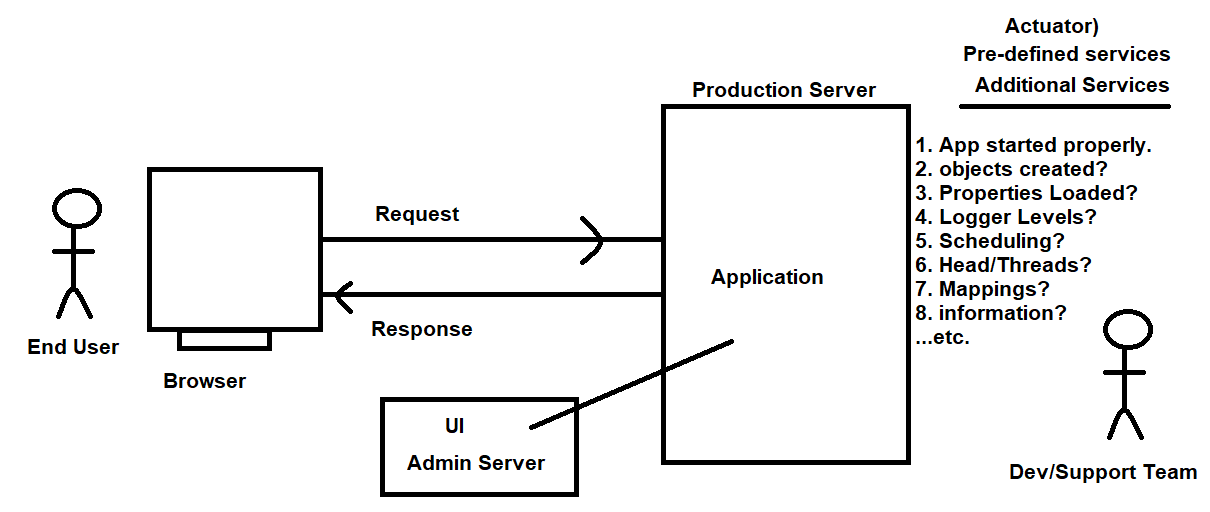 Actuator)
Pre-defined services
Additional Services
Production Server
1. App started properly.
2. objects created?
3. Properties Loaded?
4. Logger Levels?
5. Scheduling?
6. Head/Threads?
7. Mappings?
8. information?
...etc.
Request
Application
Response
End User
Browser
UI
Admin Server
Dev/Support Team